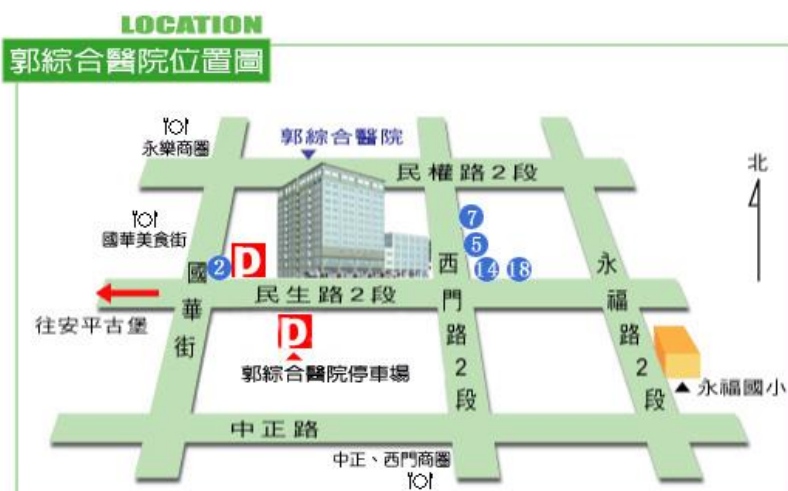 LOCATION
郭綜合醫院位置圖
永樂商圈
郭綜合醫院
民權路2段
北
國華美食街
7
5
14 18
2
P
國華街
西門路2段
永福路2段
民生路2段
往安平古堡
P
郭綜合醫院停車場
永福國小
中正路
中正、西門商圈